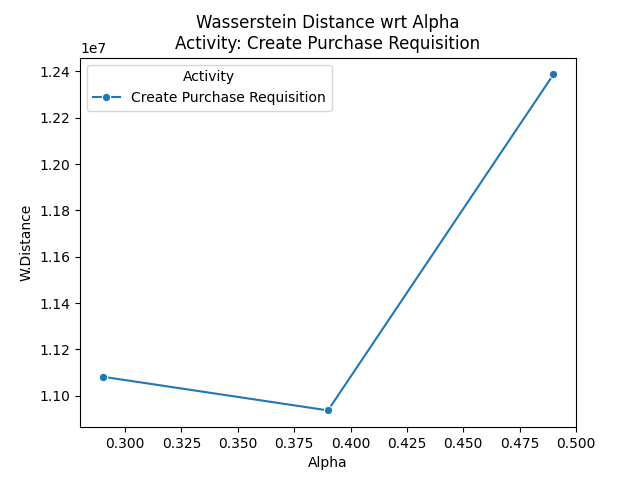 Wasserstein Distance wrt Alpha
Activity: Create Purchase Requisition
1e7
Activity
Create Purchase Requisition
1.24
1.22
1.20
1.18
1.16
1.14
1.12
1.10
W.Distance
0.300 0.325 0.350 0.375 0.400 0.425 0.450 0.475 0.500
Alpha